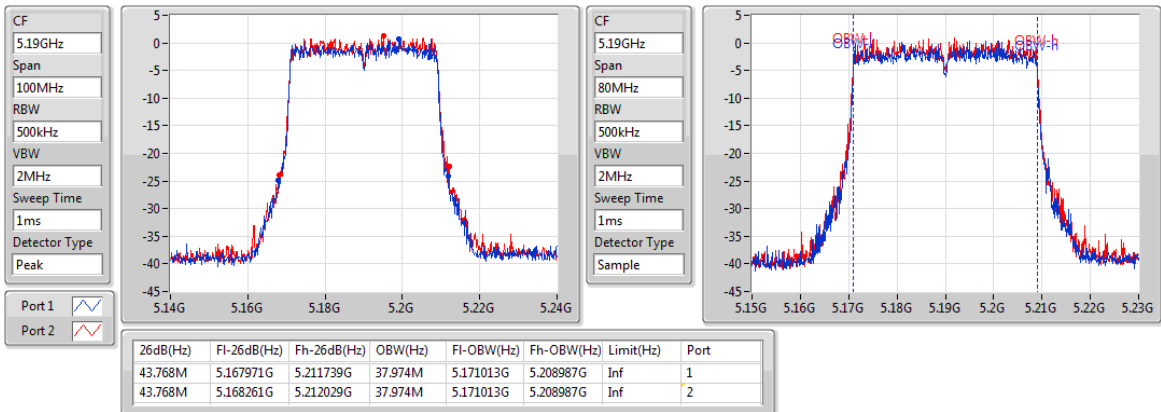 CF
5.19GHz
Span
100MHz
RBW
500kHz
VBW
2MHz
Sweep Time
1ms
Detector Type
Peak
Port 1
Port 2
5
0
-5
-10
-15
-20
-25
-30
-35
-40
-45
5.14G 5.16G 5.18G 5.2G 5.22G 5.24G
CF
5.19GHz
Span
80MHz
RBW
500kHz
VBW
2MHz
Sweep Time
1ms
Detector Type
Sample
5
0
-5
-10
-15
-20
-25
-30
-35
-40
-45
OBW-l OBW-h
OBW-l OBW-h
5.15G 5.16G 5.17G 5.18G 5.19G 5.2G 5.21G 5.22G 5.23G
26dB(Hz) Fl-26dB(Hz) Fh-26dB(Hz) OBW(Hz) Fl-OBW(Hz) Fh-OBW(Hz) Limit(Hz) Port
43.768M 5.167971G 5.211739G 37.974M 5.171013G 5.208987G Inf 1
43.768M 5.168261G 5.212029G 37.974M 5.171013G 5.208987G Inf 2